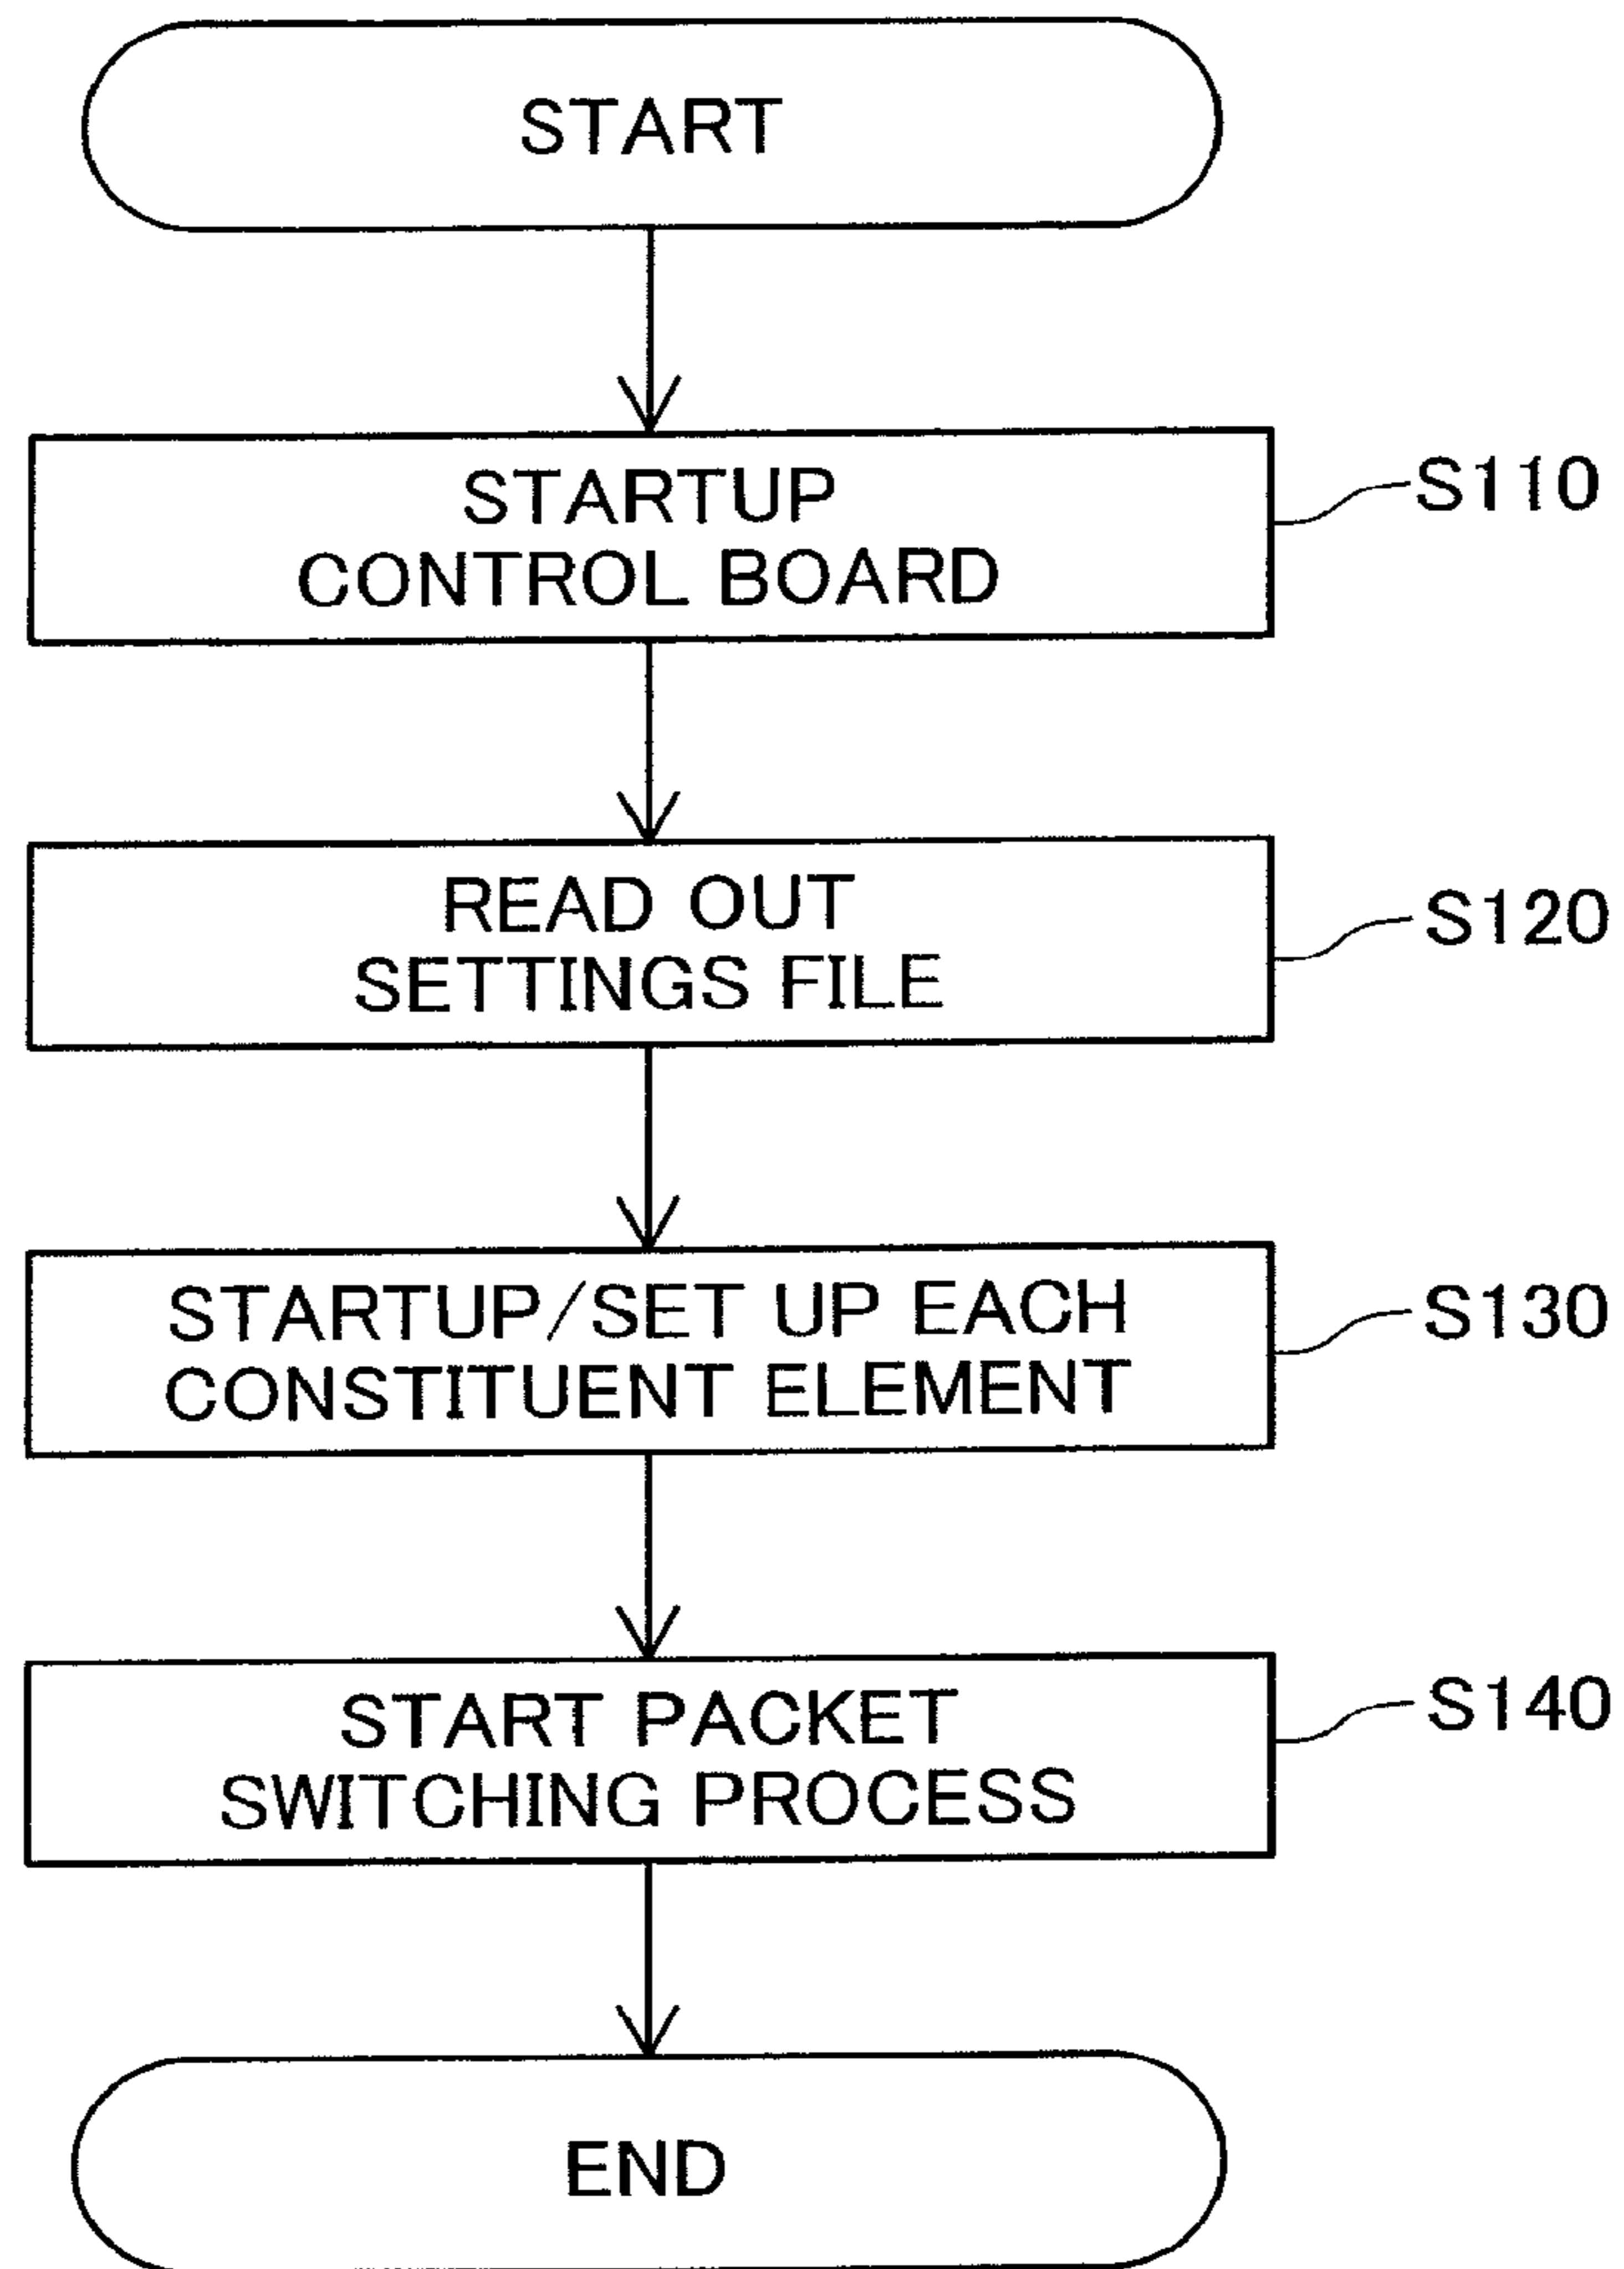 START
STARTUP
CONTROL BOARD
S110
READ OUT
SETTINGS FILE
S120
STARTUP/SET UP EACH
CONSTITUENT ELEMENT
S130
START PACKET
SWITCHING PROCESS
S140
END